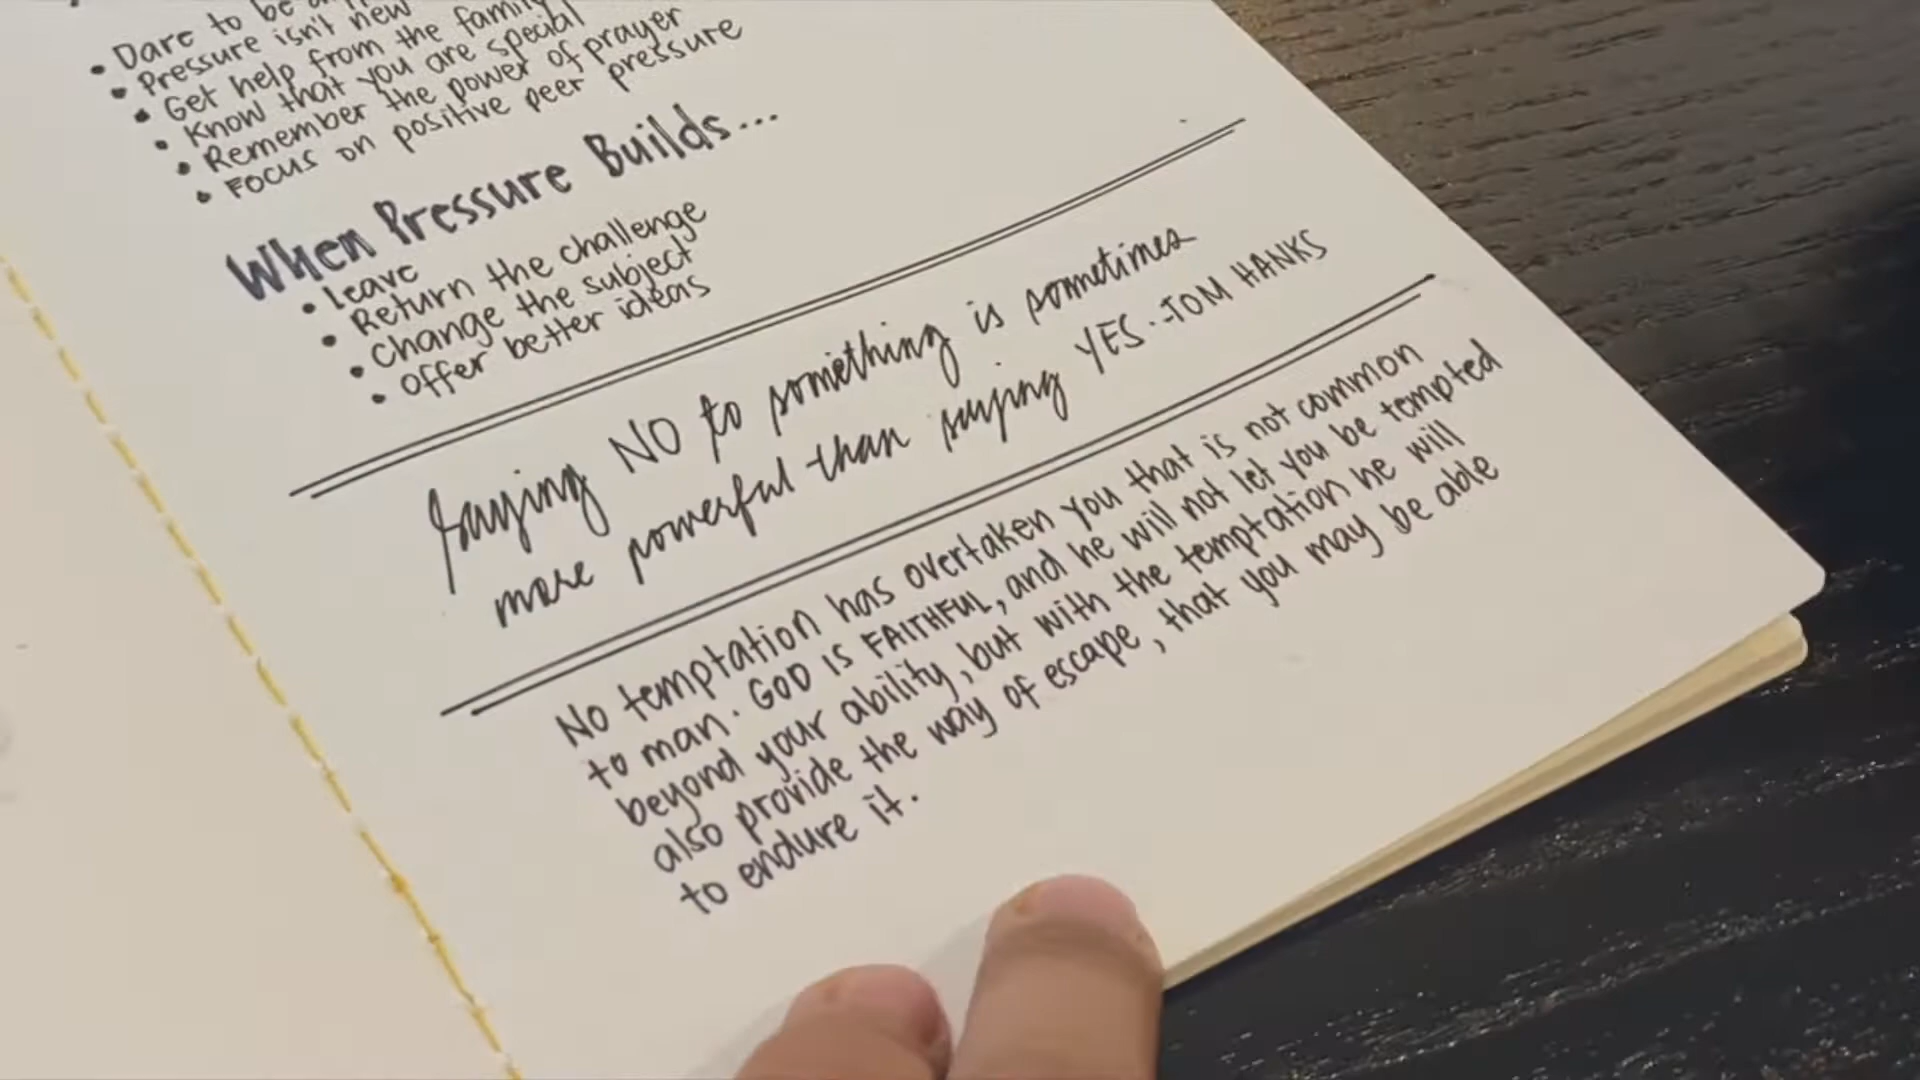 • Dare to be
• Pressure isn't new
• Get help from the family
• Know that you are special
• Remember the power of prayer
• Focus on positive peer pressure
When Pressure Builds...
• Leave
• Return the challenge
• Change the subject
• Offer better ideas
Saying NO to something is sometimes
more powerful than saying YES. -TOM HANKS
No temptation has overtaken you that is not common
to man. GOD IS FAITHFUL, and he will not let you be tempted
beyond your ability, but with the temptation he will
also provide the way of escape, that you may be able
to endure it.